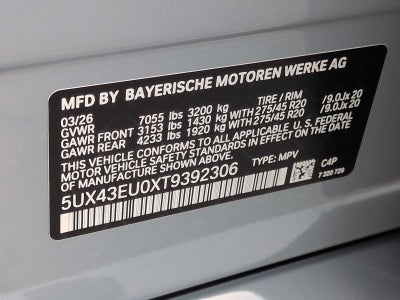 MFD BY BAYERISCHE MOTOREN WERKE AG
03/26 TIRE / RIM
GVWR 7055 lbs 3200 kg
GAWR FRONT 3153 lbs 1430 kg 275/45 R20 /9.0Jx 20
GAWR REAR 4233 lbs 1920 kg 275/45 R20 /9.0Jx 20
THIS VEHICLE CONFORMS TO ALL APPLICABLE U.S. FEDERAL
MOTOR VEHICLE SAFETY STANDARDS IN EFFECT ON THE DATE
OF MANUFACTURE SHOWN ABOVE.
5UX43EU0XT9392306 TYPE: MPV C4P
7 320 729